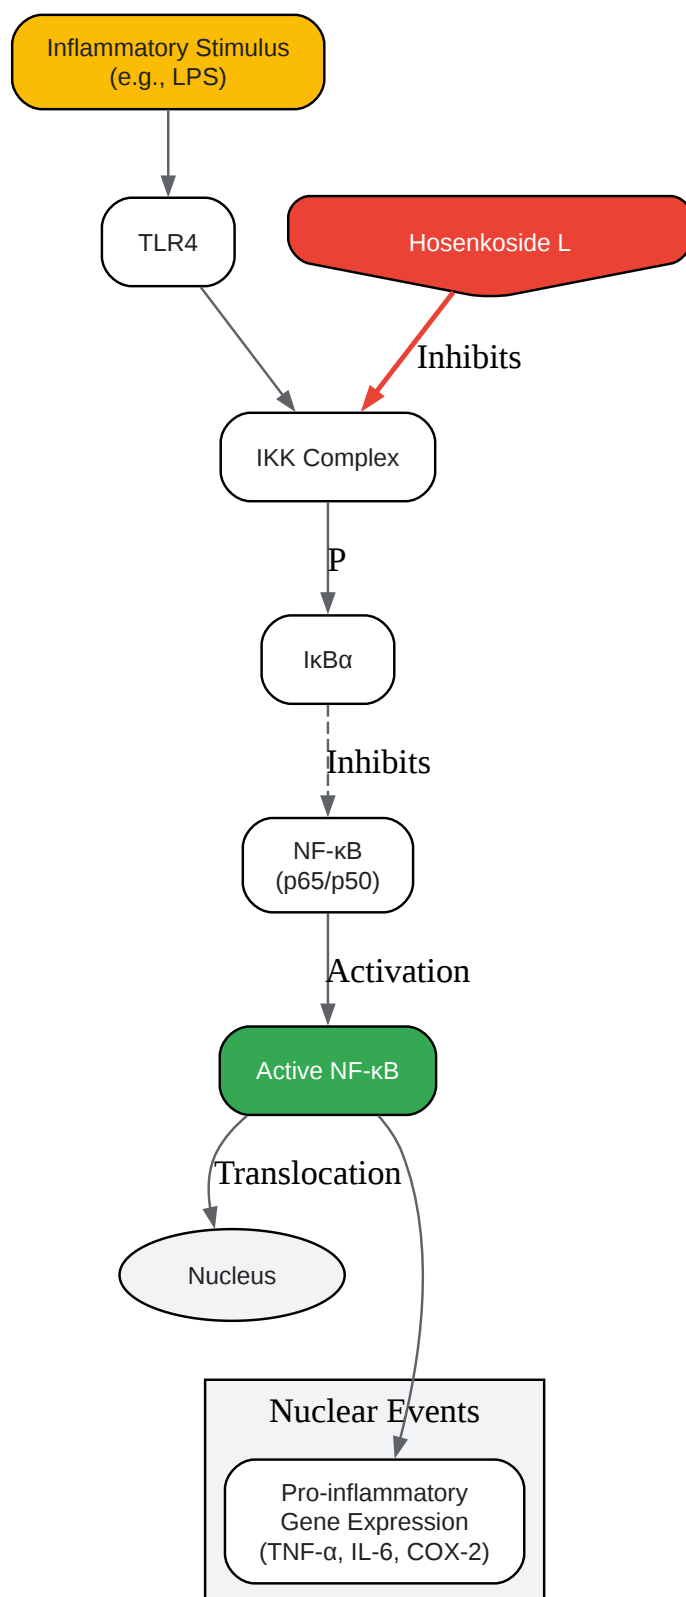 Inflammatory Stimulus
(e.g., LPS)
TLR4
Hosenkoside L
Inhibits
IKK Complex
P
IκBα
Inhibits
NF-κB
(p65/p50)
Activation
Active NF-κB
Translocation
Nucleus
Nuclear Events
Pro-inflammatory
Gene Expression
(TNF-α, IL-6, COX-2)